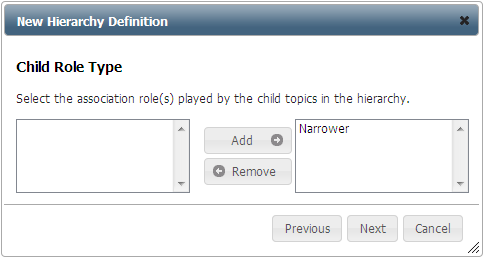 New Hierarchy Definition
Child Role Type
Select the association role(s) played by the child topics in the hierarchy.
Add
Narrower
Remove
Previous
Next
Cancel